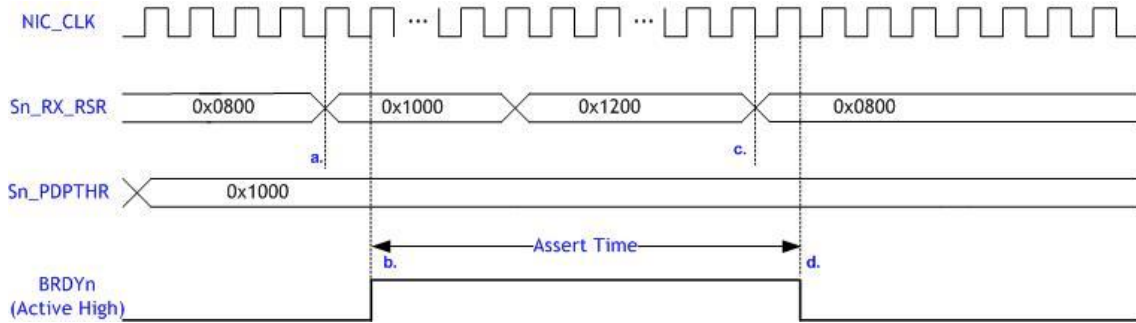 NIC_CLK ... ...
Sn_RX_RSR 0x0800 0x1000 0x1200 0x0800
a. c.
Sn_PDPTHR 0x1000
Assert Time
b. d.
BRDYn
(Active High)